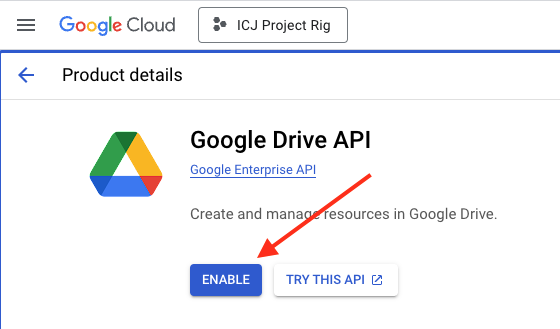 Google Cloud
ICJ Project Rig
Product details
Google Drive API
Google Enterprise API
Create and manage resources in Google Drive.
ENABLE
TRY THIS API